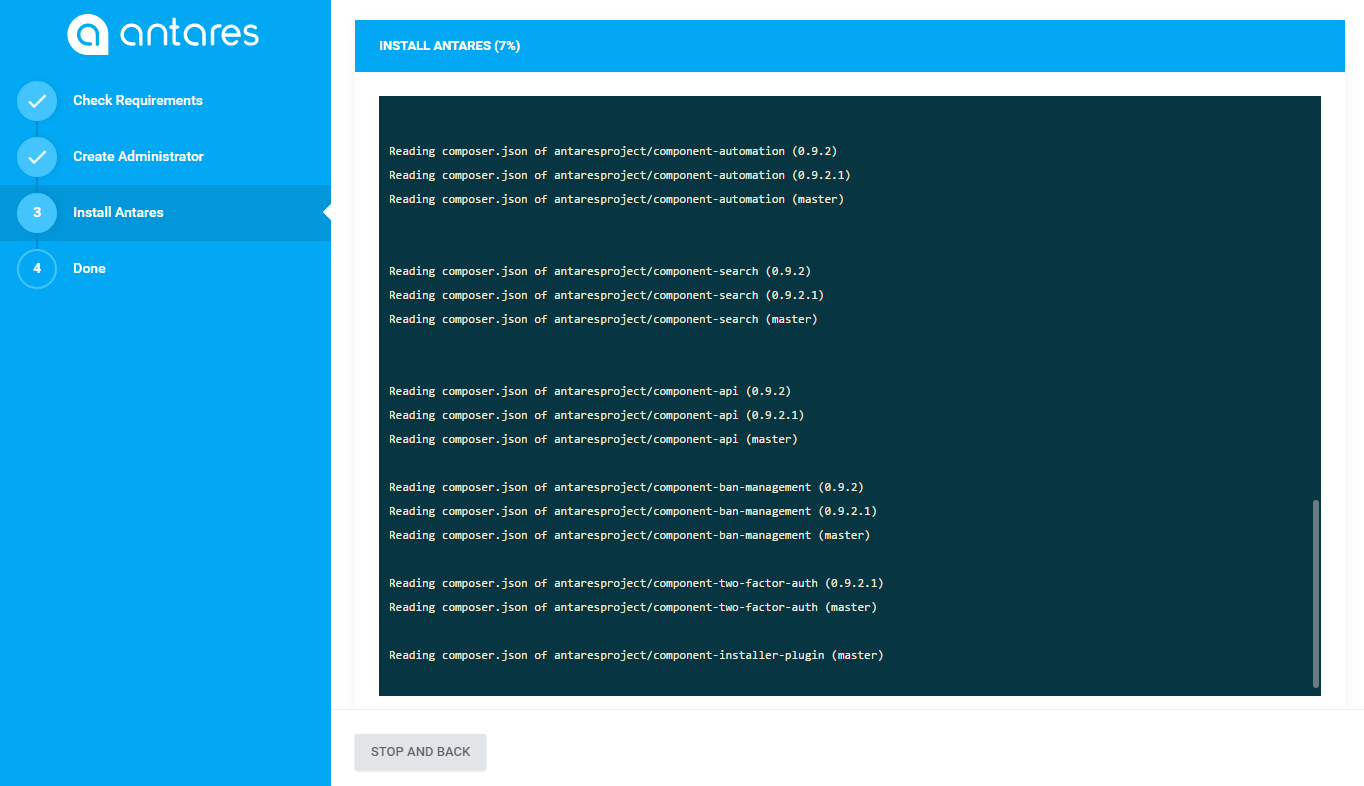 antares
Check Requirements
Create Administrator
3 Install Antares
4 Done
INSTALL ANTARES (7%)
Reading composer.json of antaresproject/component-automation (0.9.2)
Reading composer.json of antaresproject/component-automation (0.9.2.1)
Reading composer.json of antaresproject/component-automation (master)
Reading composer.json of antaresproject/component-search (0.9.2)
Reading composer.json of antaresproject/component-search (0.9.2.1)
Reading composer.json of antaresproject/component-search (master)
Reading composer.json of antaresproject/component-api (0.9.2)
Reading composer.json of antaresproject/component-api (0.9.2.1)
Reading composer.json of antaresproject/component-api (master)
Reading composer.json of antaresproject/component-ban-management (0.9.2)
Reading composer.json of antaresproject/component-ban-management (0.9.2.1)
Reading composer.json of antaresproject/component-ban-management (master)
Reading composer.json of antaresproject/component-two-factor-auth (0.9.2.1)
Reading composer.json of antaresproject/component-two-factor-auth (master)
Reading composer.json of antaresproject/component-installer-plugin (master)
STOP AND BACK